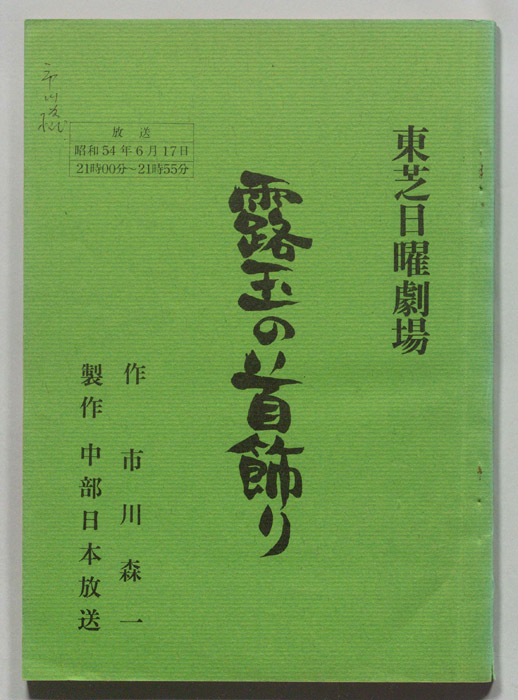 東芝日曜劇場
露玉の首飾り
作 市川森一
製作 中部日本放送
放送
昭和54年6月17日
21時00分~21時55分